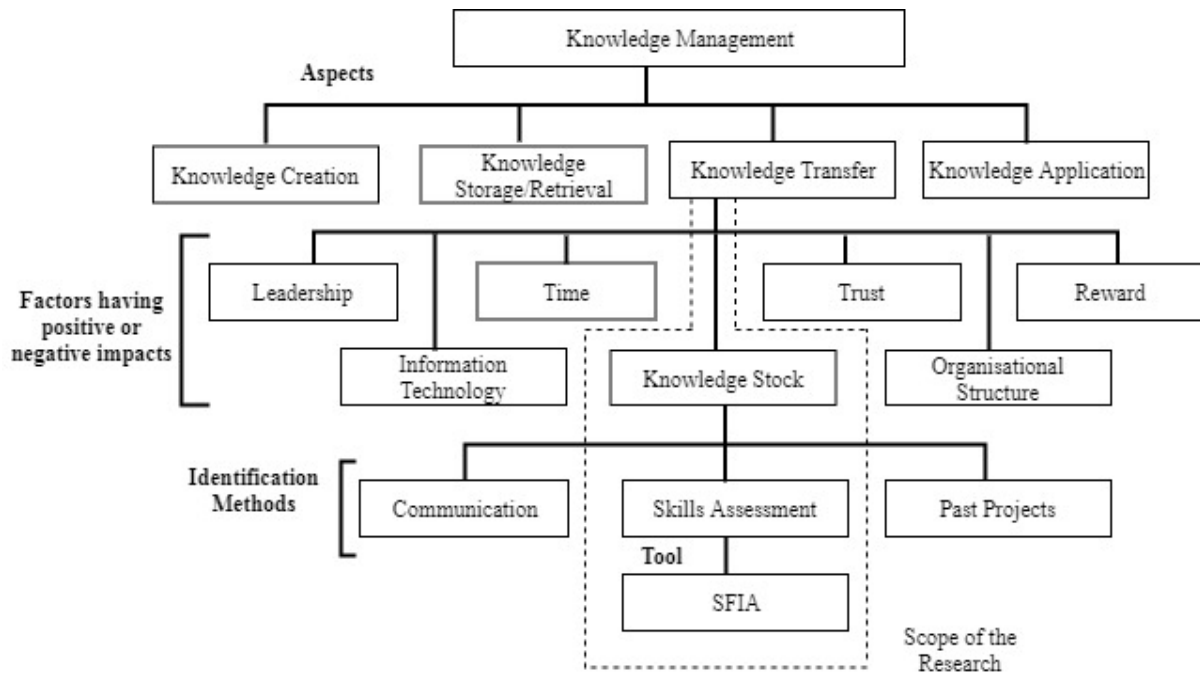 Knowledge Management
Aspects
Knowledge Creation
Knowledge
Storage/Retrieval
Knowledge Transfer
Knowledge Application
Factors having
positive or
negative impacts
Leadership
Time
Trust
Reward
Information
Technology
Knowledge Stock
Organisational
Structure
Identification
Methods
Communication
Skills Assessment
Past Projects
Tool
SFIA
Scope of the
Research